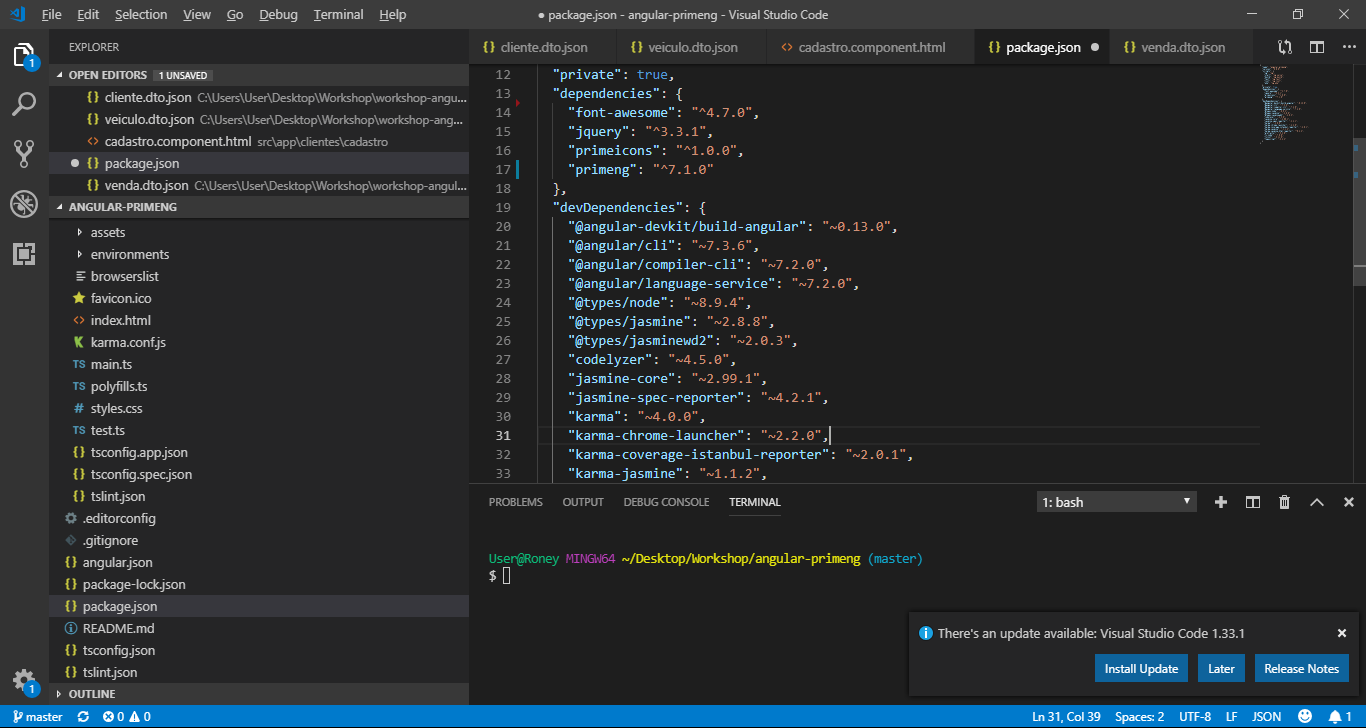 File Edit Selection View Go Debug Terminal Help
● package.json - angular-primeng - Visual Studio Code
EXPLORER
OPEN EDITORS 1 UNSAVED
{} cliente.dto.json C:\Users\User\Desktop\Workshop\workshop-angu...
{} veiculo.dto.json C:\Users\User\Desktop\Workshop\workshop-ang...
<> cadastro.component.html src\app\clientes\cadastro
● {} package.json
{} venda.dto.json C:\Users\User\Desktop\Workshop\workshop-angul...
ANGULAR-PRIMENG
assets
environments
browserslist
favicon.ico
<> index.html
karma.conf.js
TS main.ts
TS polyfills.ts
# styles.css
TS test.ts
{} tsconfig.app.json
{} tsconfig.spec.json
{} tslint.json
.editorconfig
.gitignore
{} angular.json
{} package-lock.json
{} package.json
README.md
{} tsconfig.json
{} tslint.json
OUTLINE
1
1
{} cliente.dto.json {} veiculo.dto.json <> cadastro.component.html {} package.json ● {} venda.dto.json
12 "private": true,
13 "dependencies": {
14 "font-awesome": "^4.7.0",
15 "jquery": "^3.3.1",
16 "primeicons": "^1.0.0",
17 "primeng": "^7.1.0"
18 },
19 "devDependencies": {
20 "@angular-devkit/build-angular": "~0.13.0",
21 "@angular/cli": "~7.3.6",
22 "@angular/compiler-cli": "~7.2.0",
23 "@angular/language-service": "~7.2.0",
24 "@types/node": "~8.9.4",
25 "@types/jasmine": "~2.8.8",
26 "@types/jasminewd2": "~2.0.3",
27 "codelyzer": "~4.5.0",
28 "jasmine-core": "~2.99.1",
29 "jasmine-spec-reporter": "~4.2.1",
30 "karma": "~4.0.0",
31 "karma-chrome-launcher": "~2.2.0",
32 "karma-coverage-istanbul-reporter": "~2.0.1",
33 "karma-jasmine": "~1.1.2",
PROBLEMS OUTPUT DEBUG CONSOLE TERMINAL 1: bash
User@Roney MINGW64 ~/Desktop/Workshop/angular-primeng (master)
$
There's an update available: Visual Studio Code 1.33.1
Install Update Later Release Notes
master 0 0 Ln 31, Col 39 Spaces: 2 UTF-8 LF JSON 1